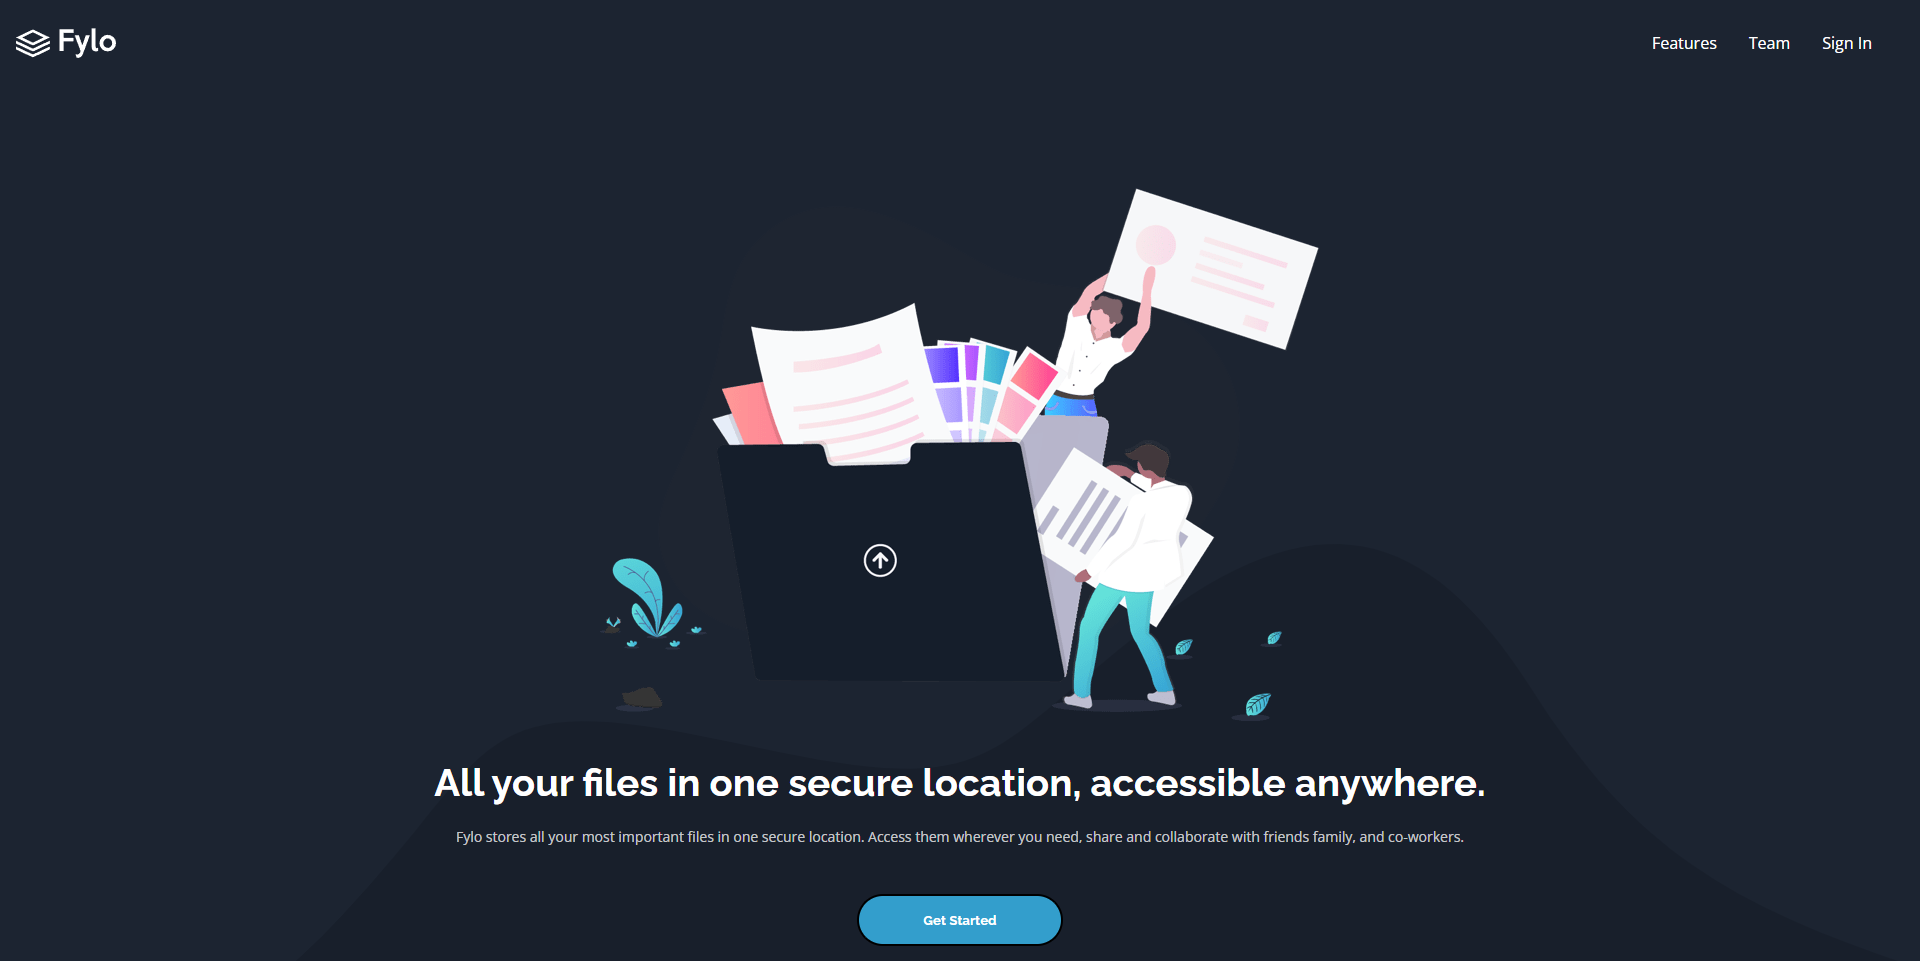 Fylo
Features
Team
Sign In
All your files in one secure location, accessible anywhere.
Fylo stores all your most important files in one secure location. Access them wherever you need, share and collaborate with friends family, and co-workers.
Get Started